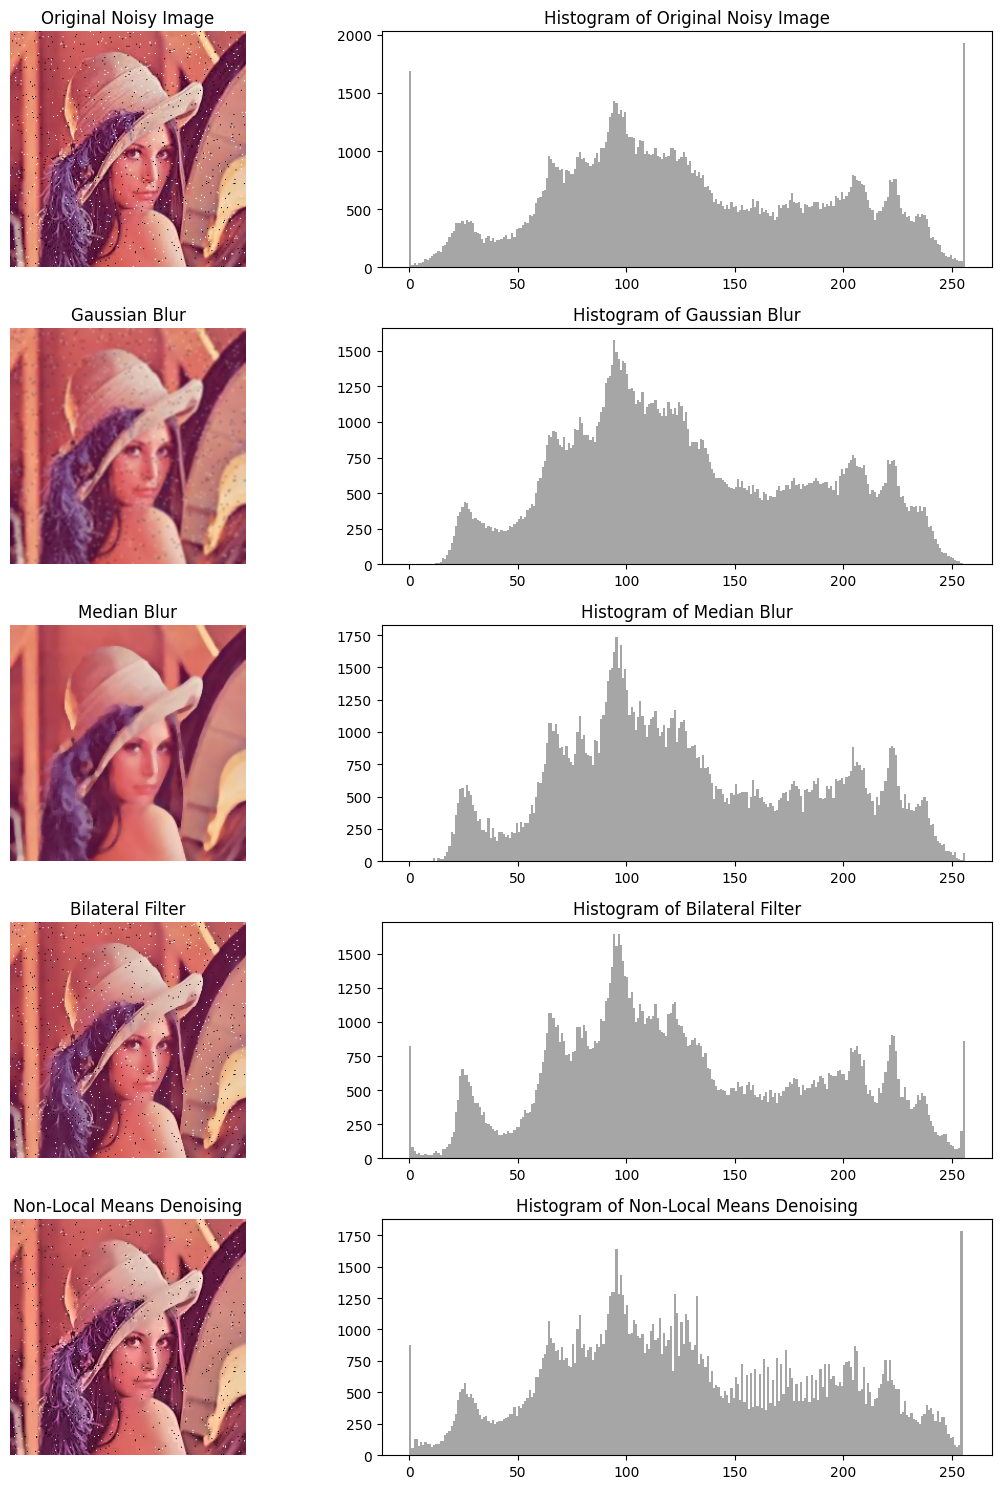 Original Noisy Image
Histogram of Original Noisy Image
2000
1500
1000
500
0
0 50 100 150 200 250
Gaussian Blur
Histogram of Gaussian Blur
1500
1250
1000
750
500
250
0
0 50 100 150 200 250
Median Blur
Histogram of Median Blur
1750
1500
1250
1000
750
500
250
0
0 50 100 150 200 250
Bilateral Filter
Histogram of Bilateral Filter
1500
1250
1000
750
500
250
0
0 50 100 150 200 250
Non-Local Means Denoising
Histogram of Non-Local Means Denoising
1750
1500
1250
1000
750
500
250
0
0 50 100 150 200 250